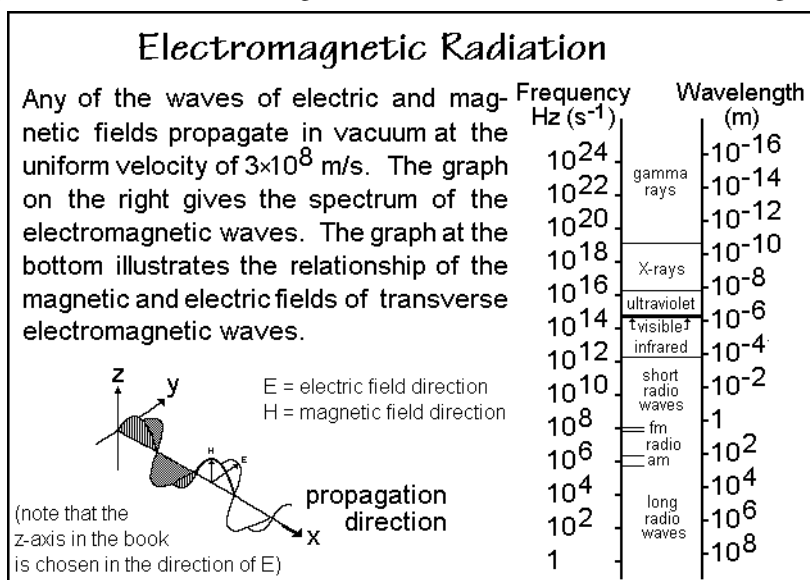 Electromagnetic Radiation
Any of the waves of electric and mag-
netic fields propagate in vacuum at the
uniform velocity of 3×10⁸ m/s. The graph
on the right gives the spectrum of the
electromagnetic waves. The graph at the
bottom illustrates the relationship of the
magnetic and electric fields of transverse
electromagnetic waves.
Z
y
E = electric field direction
H = magnetic field direction
H
E
propagation
direction
X
(note that the
z-axis in the book
is chosen in the direction of E)
Frequency
Hz (s⁻¹)
10²⁴
10²²
10²⁰
10¹⁸
10¹⁶
10¹⁴
10¹²
10¹⁰
10⁸
10⁶
10⁴
10²
1
gamma
rays
X-rays
ultraviolet
visible
infrared
short
radio
waves
fm
radio
am
long
radio
waves
Wavelength
(m)
10⁻¹⁶
10⁻¹⁴
10⁻¹²
10⁻¹⁰
10⁻⁸
10⁻⁶
10⁻⁴
10⁻²
1
10²
10⁴
10⁶
10⁸